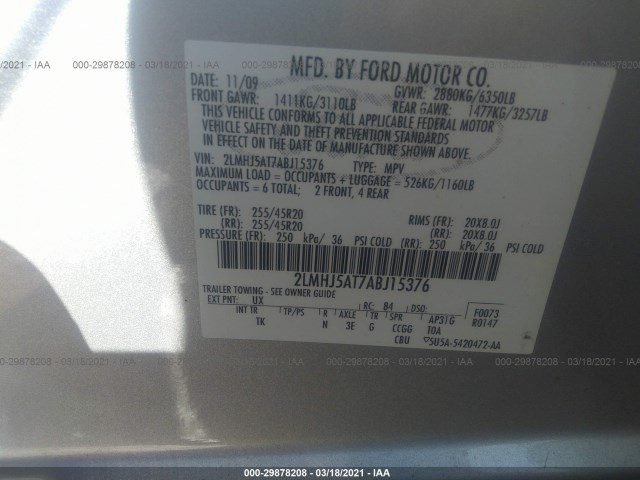 000-29878208 - 03/18/2021 - IAA
MFD. BY FORD MOTOR CO.
DATE: 11/09
GVWR: 2880KG/6350LB
FRONT GAWR: 1411KG/3110LB
REAR GAWR: 1477KG/3257LB
THIS VEHICLE CONFORMS TO ALL APPLICABLE FEDERAL MOTOR
VEHICLE SAFETY AND THEFT PREVENTION STANDARDS
IN EFFECT ON THE DATE OF MANUFACTURE SHOWN ABOVE.
VIN: 2LMHJ5AT7ABJ15376 TYPE: MPV
MAXIMUM LOAD = OCCUPANTS + LUGGAGE = 526KG/1160LB
OCCUPANTS = 6 TOTAL; 2 FRONT, 4 REAR
TIRE (FR): 255/45R20 RIMS (FR): 20X8.0J
(RR): 255/45R20 (RR): 20X8.0J
PRESSURE (FR): 250 kPa/ 36 PSI COLD (RR): 250 kPa/ 36 PSI COLD
2LMHJ5AT7ABJ15376
TRAILER TOWING - SEE OWNER GUIDE
EXT PNT: UX RC: 84 DSO: F0073
INT TR TP/PS R AXLE TR SPR AP31G R0147
TK N 3E G CCGG TOA
CBU 5U5A-5420472-AA
000-29878208 - 03/18/2021 - IAA
000-29878208 - 03/18/2021 - IAA